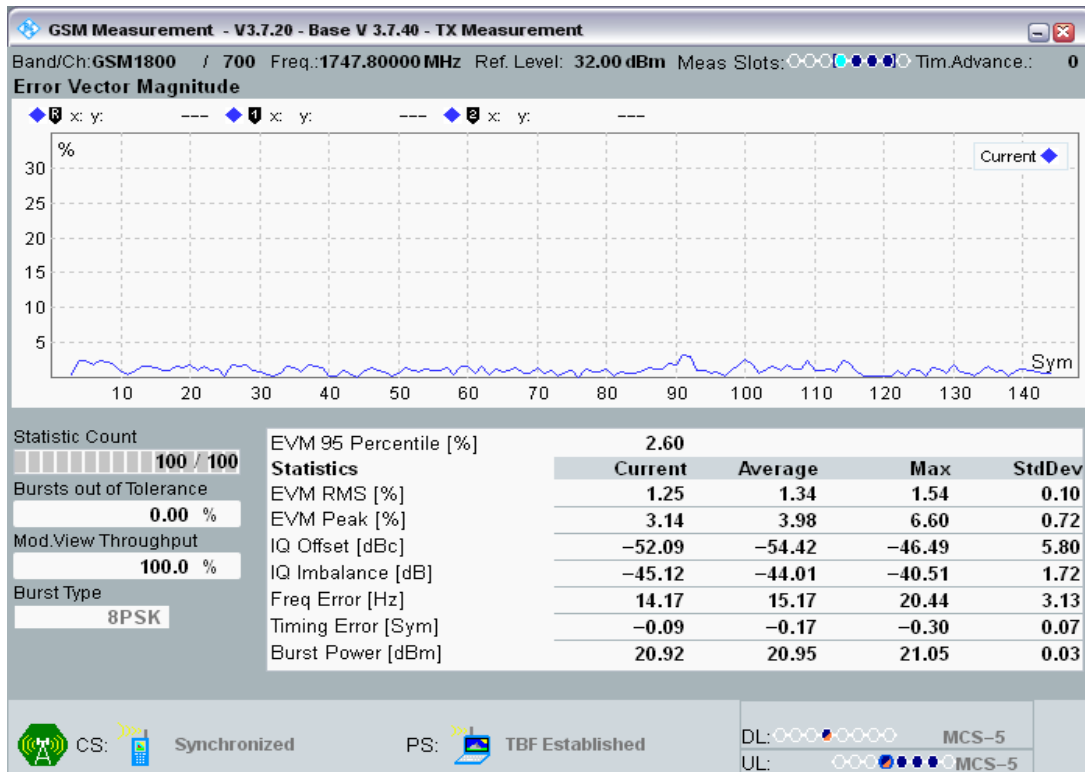 GSM Measurement - V3.7.20 - Base V 3.7.40 - TX Measurement
Band/Ch:GSM1800 / 700 Freq.:1747.80000 MHz Ref. Level: 32.00 dBm Meas Slots: Tim.Advance.: 0
Error Vector Magnitude
R x: y: --- 1 x: y: --- 2 x: y: ---
%
Current
30
25
20
15
10
5
Sym
10 20 30 40 50 60 70 80 90 100 110 120 130 140
Statistic Count
100 / 100
Bursts out of Tolerance
0.00 %
Mod.View Throughput
100.0 %
Burst Type
8PSK
EVM 95 Percentile [%] 2.60
Statistics Current Average Max StdDev
EVM RMS [%] 1.25 1.34 1.54 0.10
EVM Peak [%] 3.14 3.98 6.60 0.72
IQ Offset [dBc] −52.09 −54.42 −46.49 5.80
IQ Imbalance [dB] −45.12 −44.01 −40.51 1.72
Freq Error [Hz] 14.17 15.17 20.44 3.13
Timing Error [Sym] −0.09 −0.17 −0.30 0.07
Burst Power [dBm] 20.92 20.95 21.05 0.03
CS: Synchronized PS: TBF Established
DL: MCS−5
UL: MCS−5